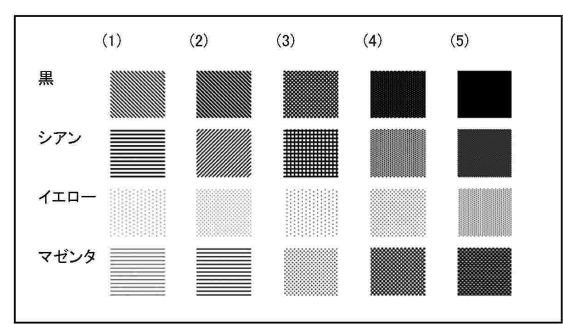 (1) (2) (3) (4) (5)
黒
シアン
イエロー
マゼンタ